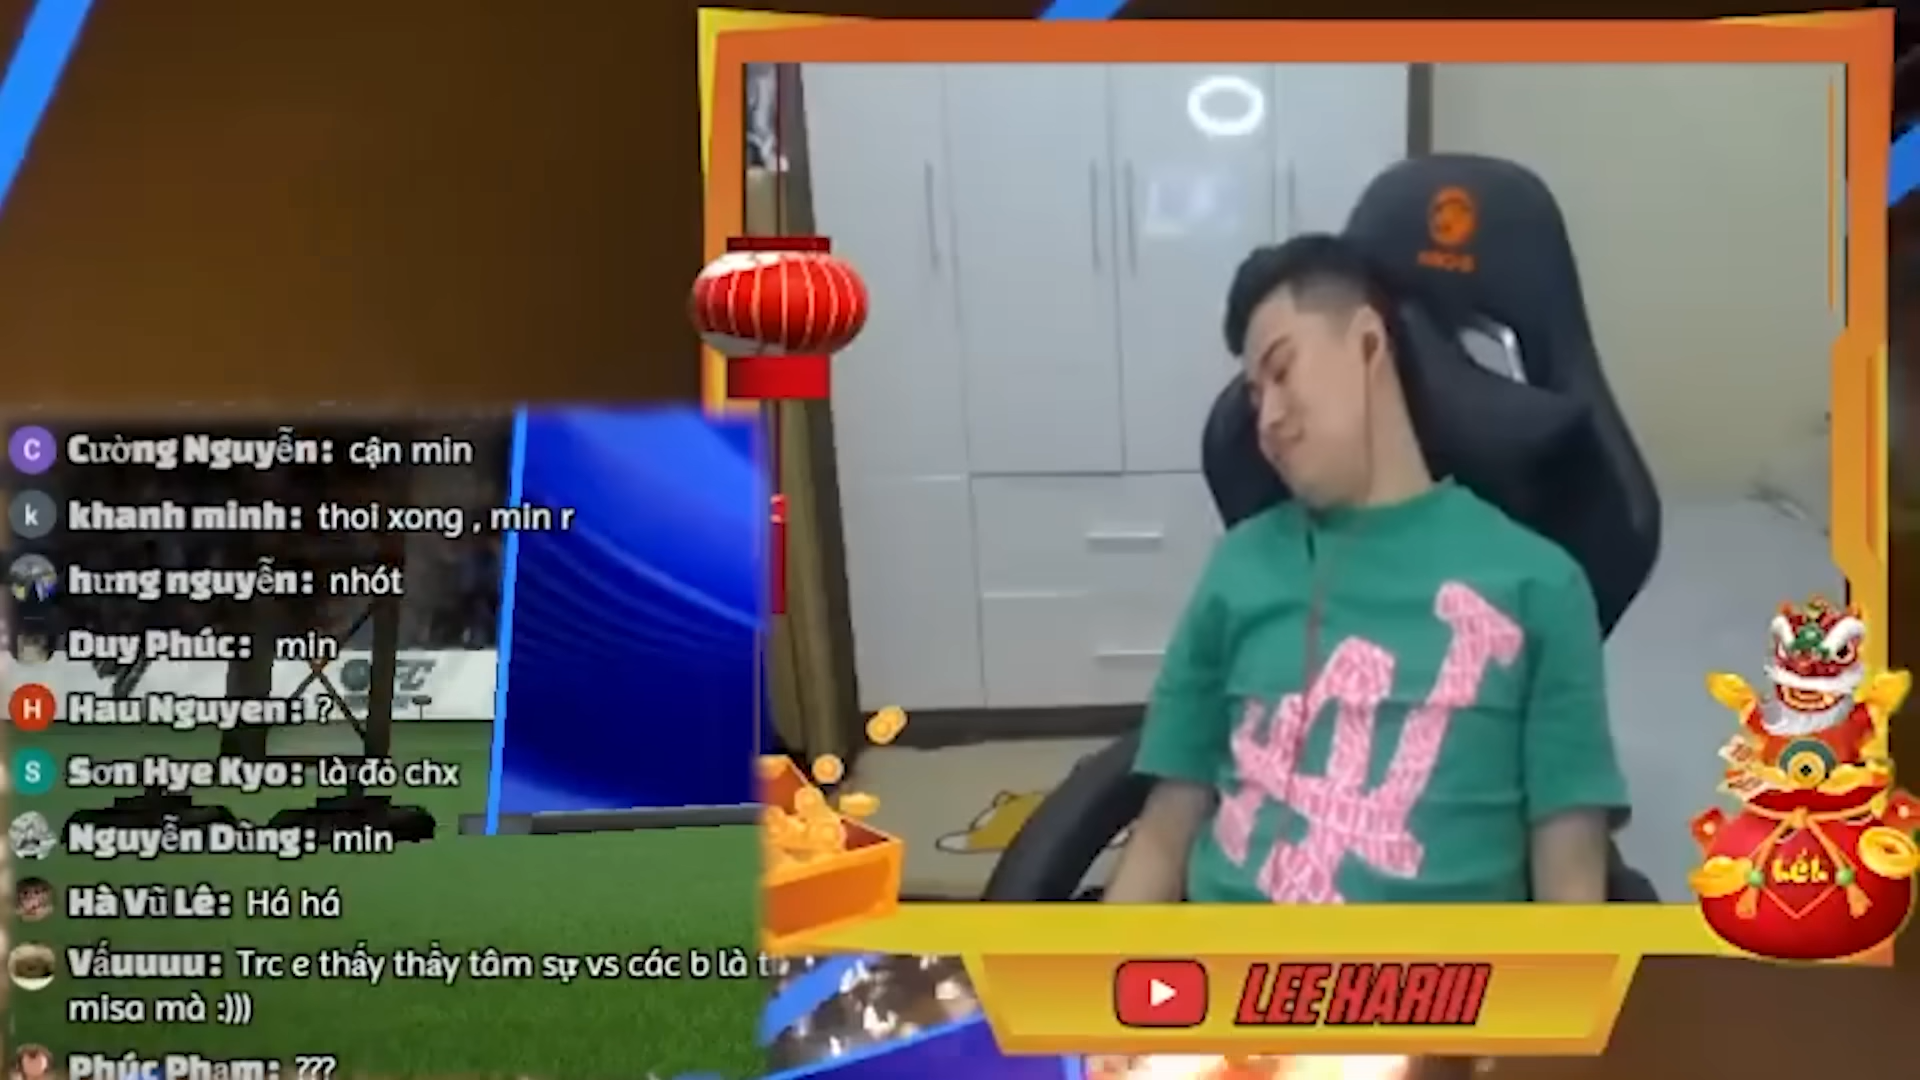 Cường Nguyễn: cận min
khanh minh: thoi xong , min r
hưng nguyễn: nhót
Duy Phúc: min
Hau Nguyen: ?
Sơn Hye Kyo: là đỏ chx
Nguyễn Dũng: min
Hà Vũ Lê: Há há
Vấuuuu: Trc e thấy thầy tâm sự vs các b là
misa mà :)))
Phúc Phạm: ???
LEE HARIII